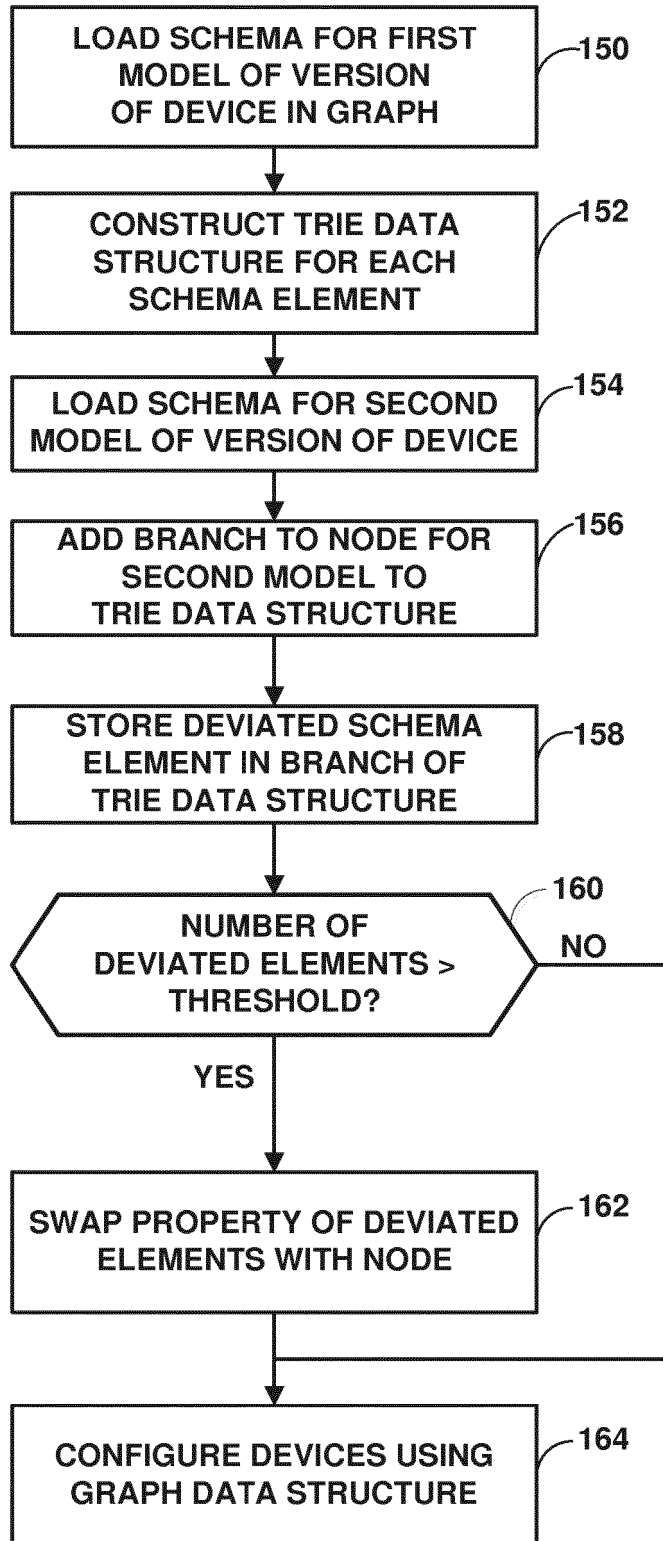 LOAD SCHEMA FOR FIRST
MODEL OF VERSION
OF DEVICE IN GRAPH
150
CONSTRUCT TRIE DATA
STRUCTURE FOR EACH
SCHEMA ELEMENT
152
LOAD SCHEMA FOR SECOND
MODEL OF VERSION OF DEVICE
154
ADD BRANCH TO NODE FOR
SECOND MODEL TO
TRIE DATA STRUCTURE
156
STORE DEVIATED SCHEMA
ELEMENT IN BRANCH OF
TRIE DATA STRUCTURE
158
NUMBER OF
DEVIATED ELEMENTS >
THRESHOLD?
160
NO
YES
SWAP PROPERTY OF DEVIATED
ELEMENTS WITH NODE
162
CONFIGURE DEVICES USING
GRAPH DATA STRUCTURE
164